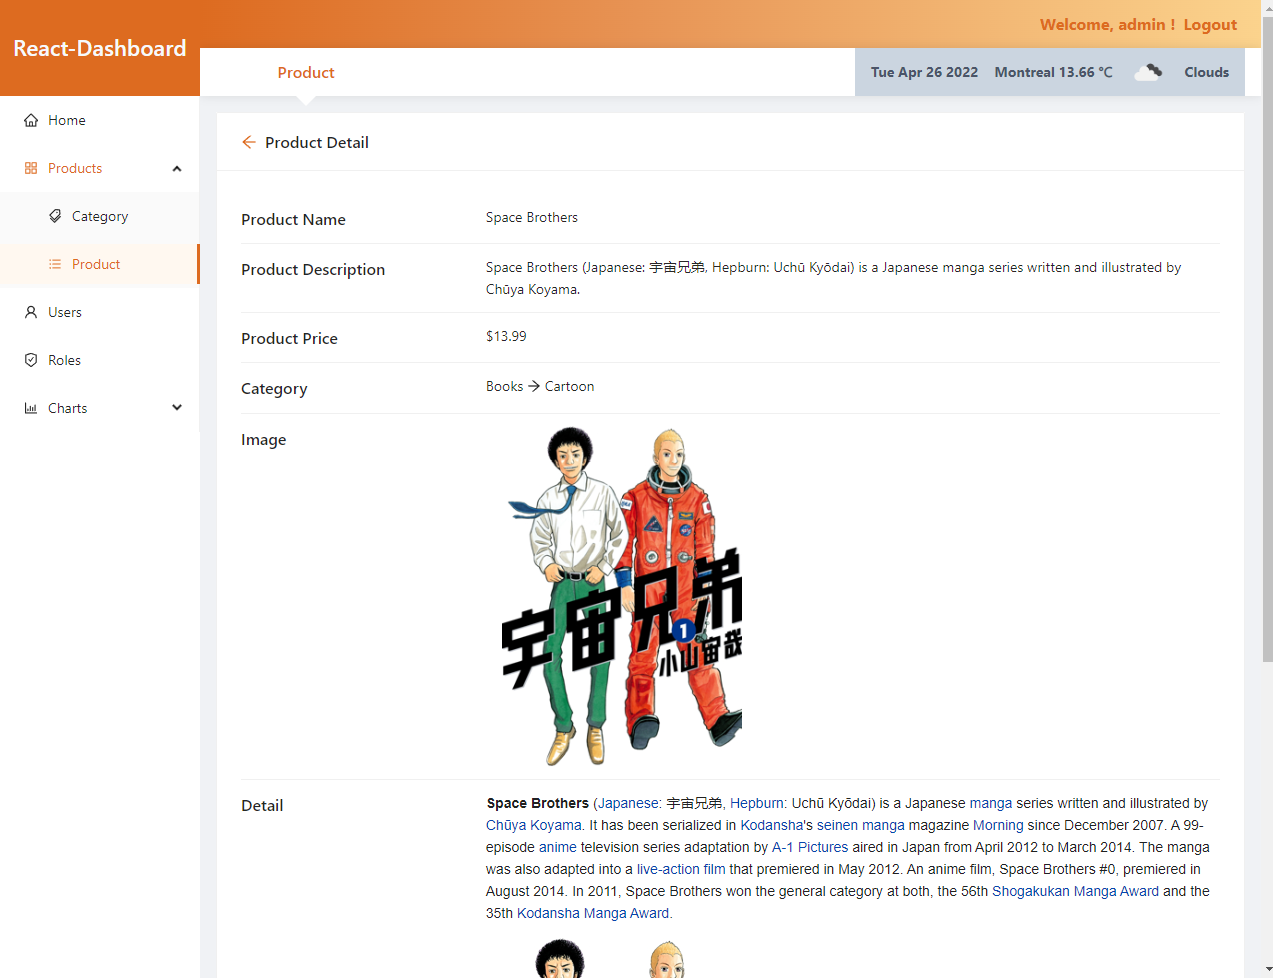 React-Dashboard
Welcome, admin ! Logout
Product
Tue Apr 26 2022 Montreal 13.66 ℃ Clouds
Home
Products
Category
Product
Users
Roles
Charts
Product Detail
Product Name
Space Brothers
Product Description
Space Brothers (Japanese: 宇宙兄弟, Hepburn: Uchū Kyōdai) is a Japanese manga series written and illustrated by
Chūya Koyama.
Product Price
$13.99
Category
Books → Cartoon
Image
宇宙兄弟
1
小山宙哉
Detail
Space Brothers (Japanese: 宇宙兄弟, Hepburn: Uchū Kyōdai) is a Japanese manga series written and illustrated by
Chūya Koyama. It has been serialized in Kodansha's seinen manga magazine Morning since December 2007. A 99-
episode anime television series adaptation by A-1 Pictures aired in Japan from April 2012 to March 2014. The manga
was also adapted into a live-action film that premiered in May 2012. An anime film, Space Brothers #0, premiered in
August 2014. In 2011, Space Brothers won the general category at both, the 56th Shogakukan Manga Award and the
35th Kodansha Manga Award.